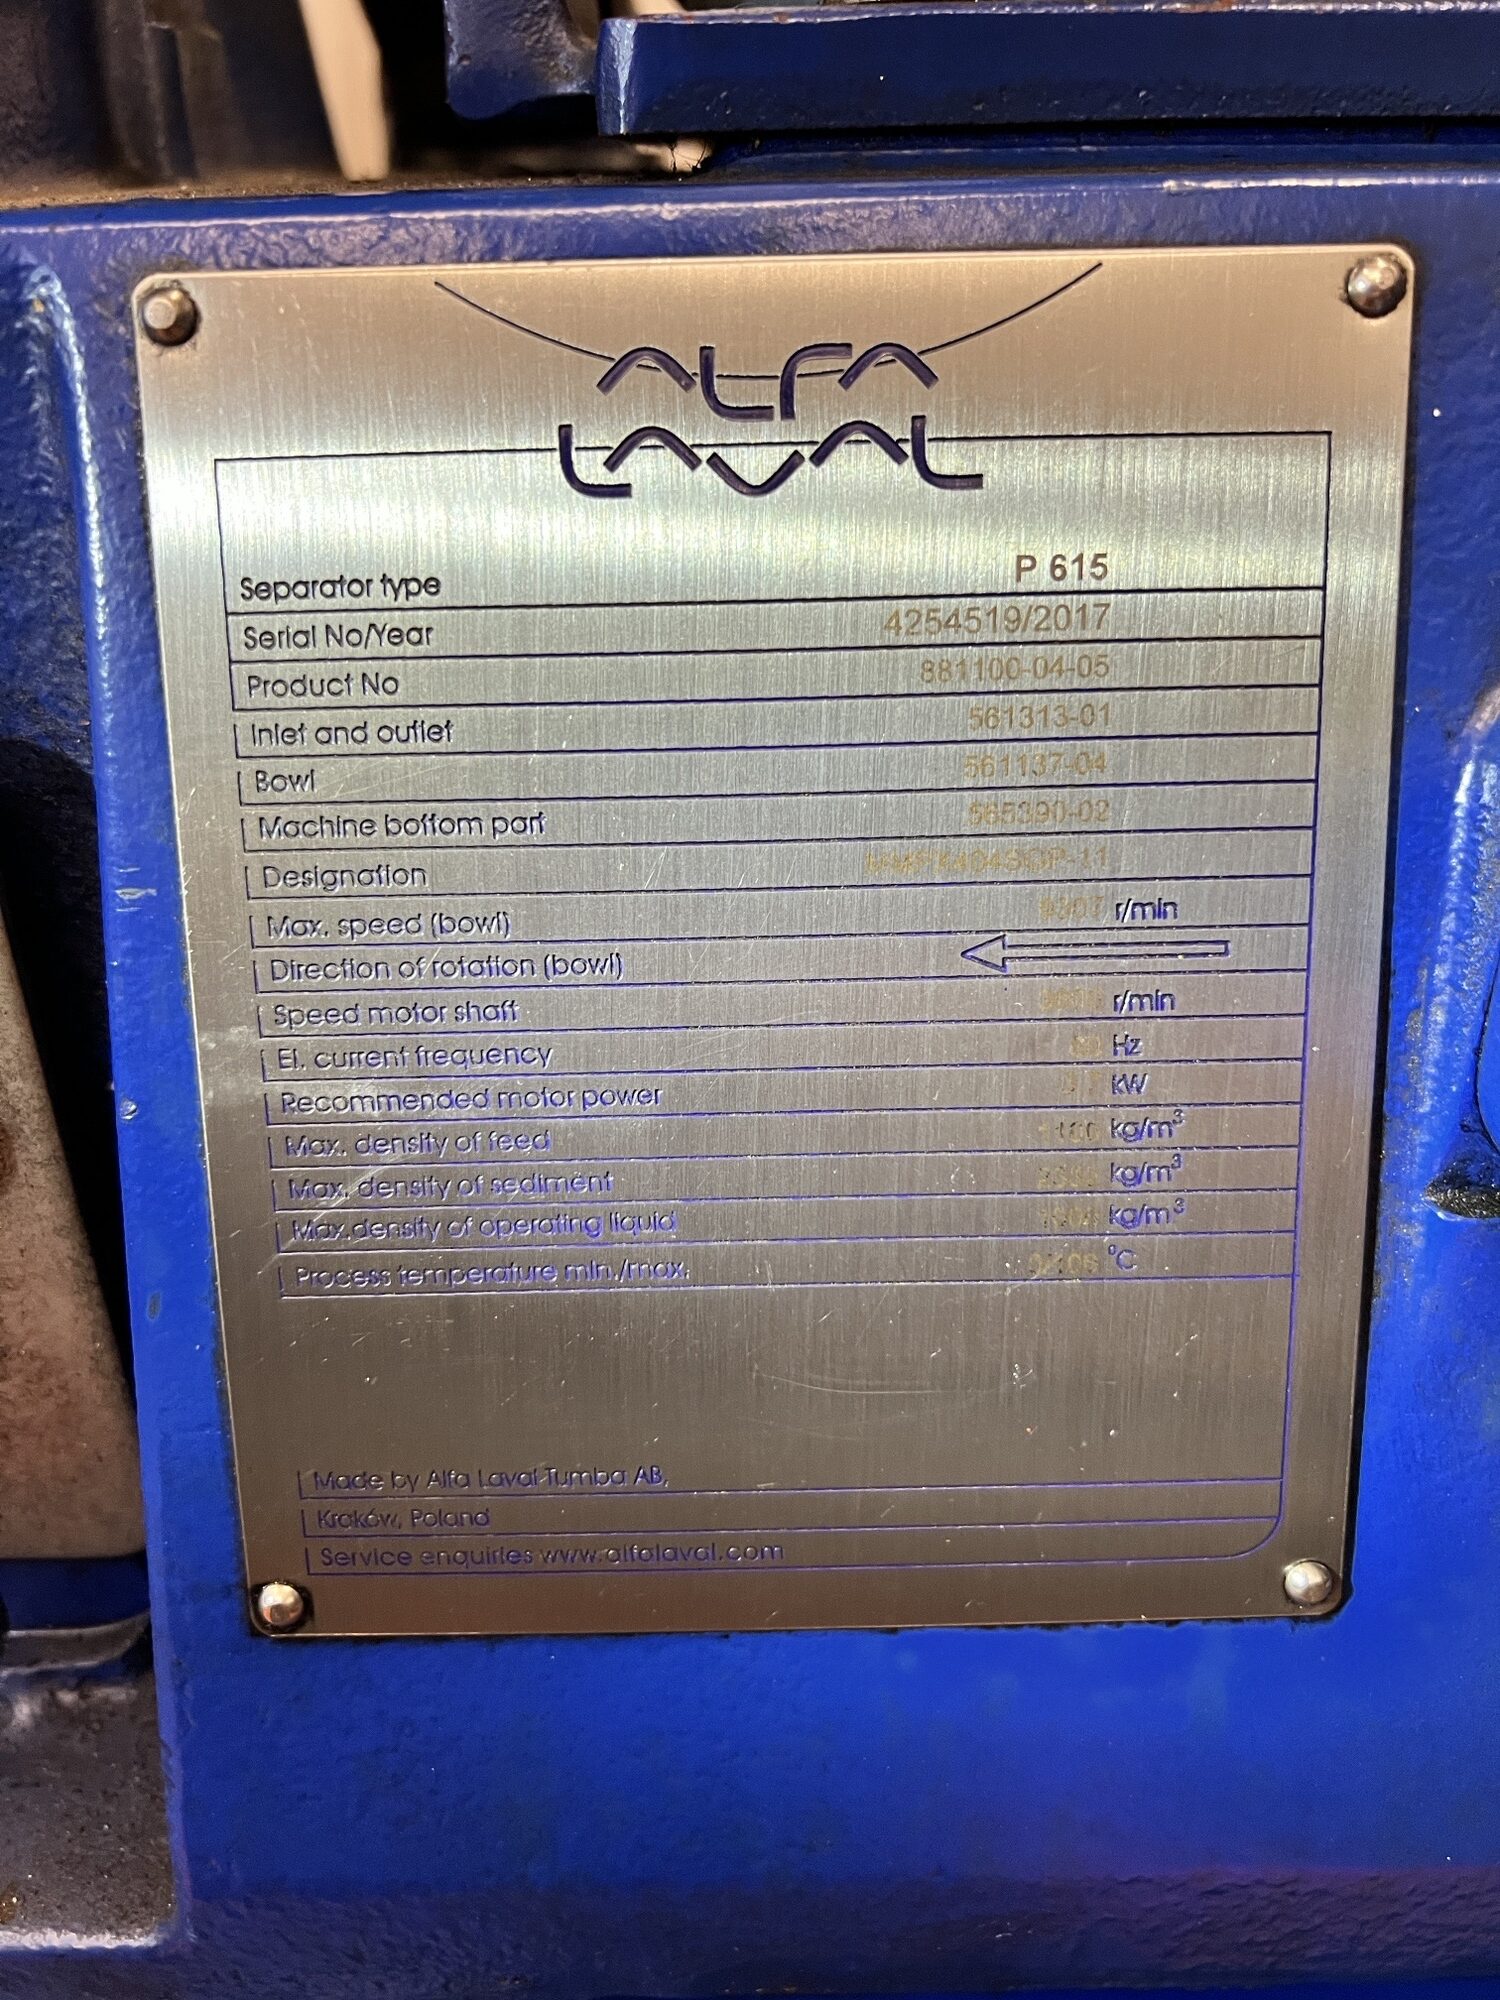 ALFA
LAVAL
Separator type P 615
Serial No/Year 4254519/2017
Product No 881100-04-05
Inlet and outlet 561313-01
Bowl 561137-04
Machine bottom part 565390-02
Designation
Max. speed (bowl) r/min
Direction of rotation (bowl)
Speed motor shaft r/min
El. current frequency Hz
Recommended motor power kW
Max. density of feed kg/m³
Max. density of sediment kg/m³
Max.density of operating liquid kg/m³
Process temperature min./max. °C
Made by Alfa Laval Tumba AB,
Kraków, Poland
Service enquiries www.alfalaval.com